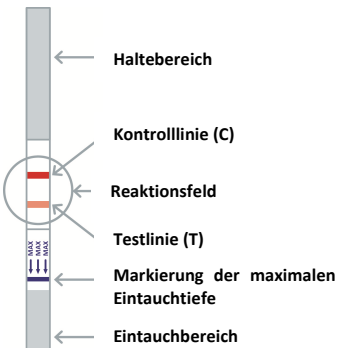 Haltebereich
Kontrolllinie (C)
Reaktionsfeld
Testlinie (T)
MAX MAX MAX
Markierung der maximalen
Eintauchtiefe
Eintauchbereich